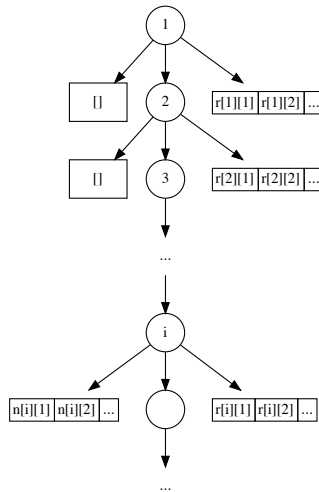 1
[] 2 r[1][1] r[1][2] ...
[] 3 r[2][1] r[2][2] ...
...
i
n[i][1] n[i][2] ... r[i][1] r[i][2] ...
...